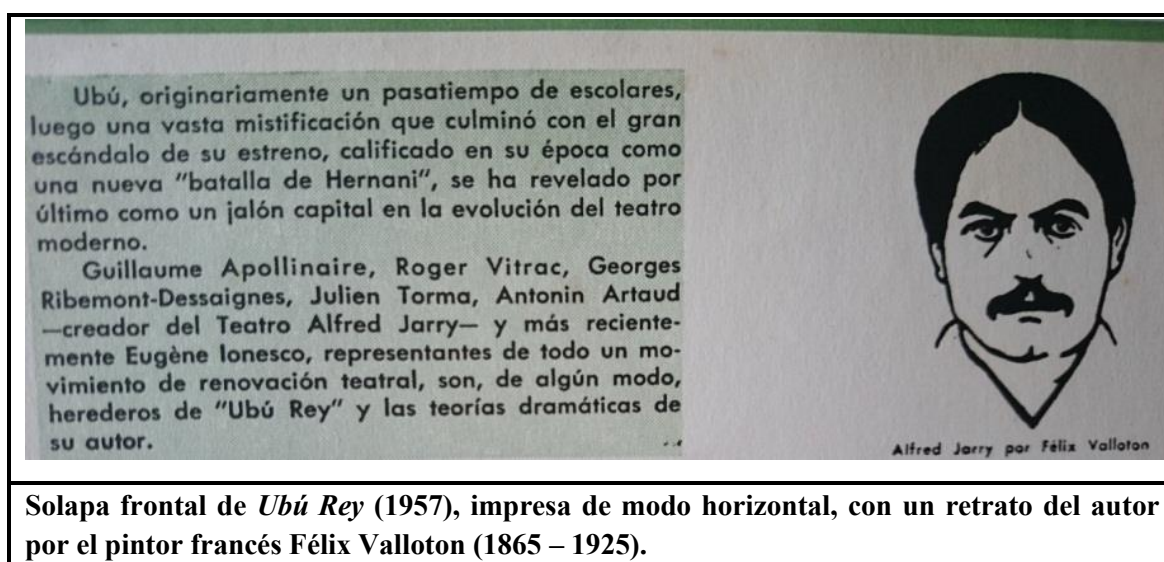 Ubú, originariamente un pasatiempo de escolares,
luego una vasta mistificación que culminó con el gran
escándalo de su estreno, calificado en su época como
una nueva "batalla de Hernani", se ha revelado por
último como un jalón capital en la evolución del teatro
moderno.
Guillaume Apollinaire, Roger Vitrac, Georges
Ribemont-Dessaignes, Julien Torma, Antonin Artaud
—creador del Teatro Alfred Jarry— y más reciente-
mente Eugène Ionesco, representantes de todo un mo-
vimiento de renovación teatral, son, de algún modo,
herederos de "Ubú Rey" y las teorías dramáticas de
su autor.
Alfred Jarry por Félix Valloton
Solapa frontal de Ubú Rey (1957), impresa de modo horizontal, con un retrato del autor
por el pintor francés Félix Valloton (1865 – 1925).